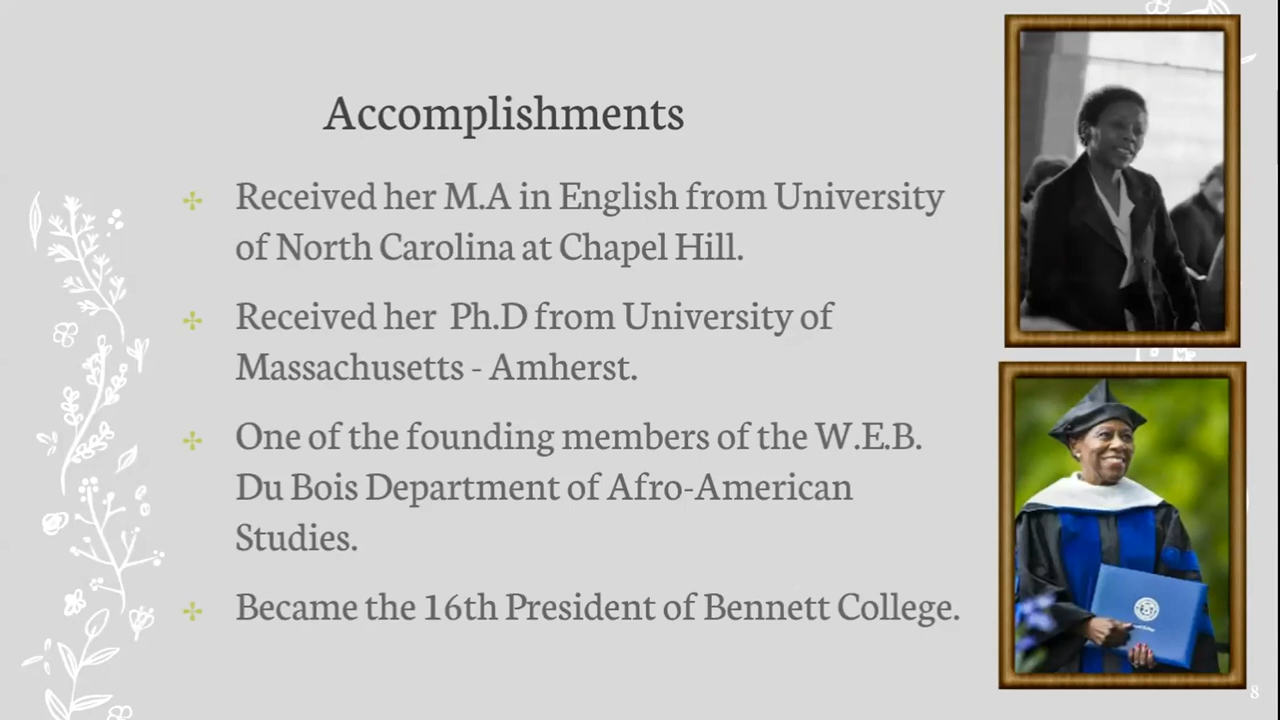 Accomplishments
Received her M.A in English from University
of North Carolina at Chapel Hill.
Received her Ph.D from University of
Massachusetts - Amherst.
One of the founding members of the W.E.B.
Du Bois Department of Afro-American
Studies.
Became the 16th President of Bennett College.
8